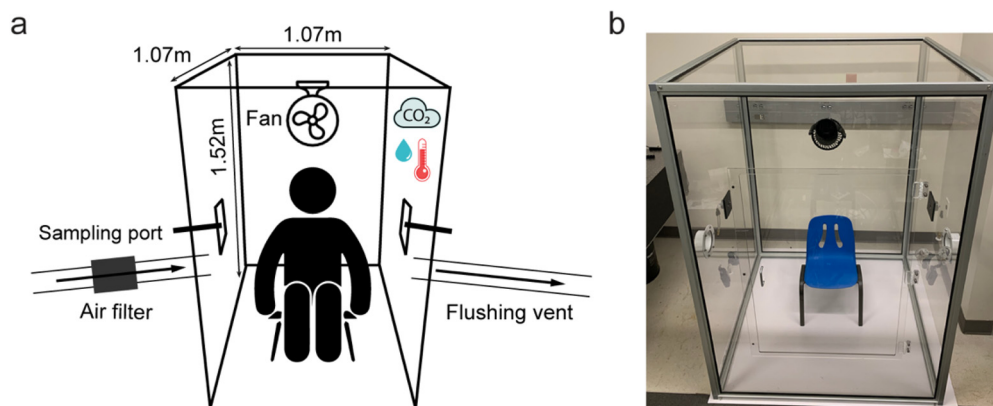 a
b
1.07m
1.07m
Fan
CO₂
1.52m
Sampling port
Air filter
Flushing vent